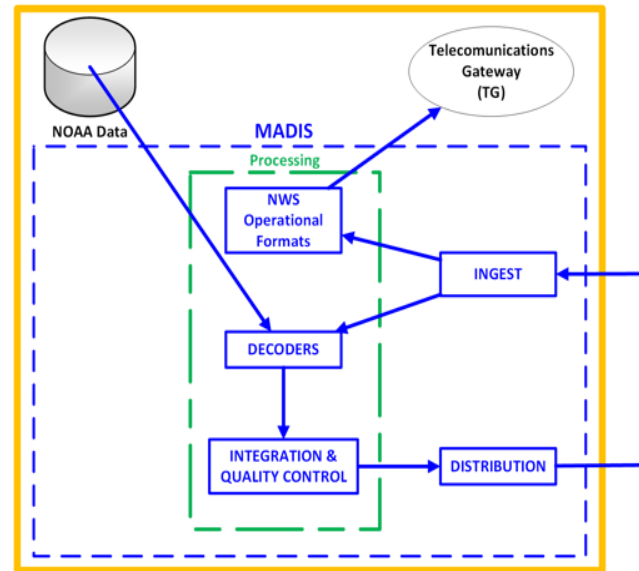 Telecomunications
Gateway
(TG)
NOAA Data
MADIS
Processing
NWS
Operational
Formats
INGEST
DECODERS
INTEGRATION &
QUALITY CONTROL
DISTRIBUTION